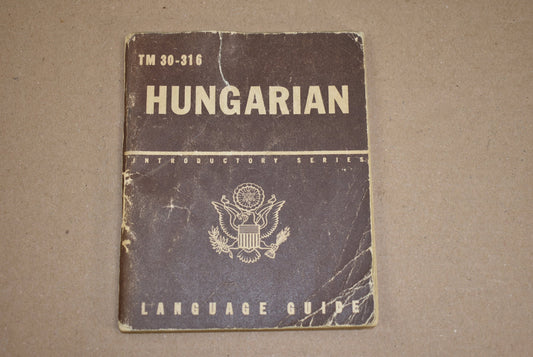 TM 30-316
HUNGARIAN
INTRODUCTORY SERIES
LANGUAGE GUIDE